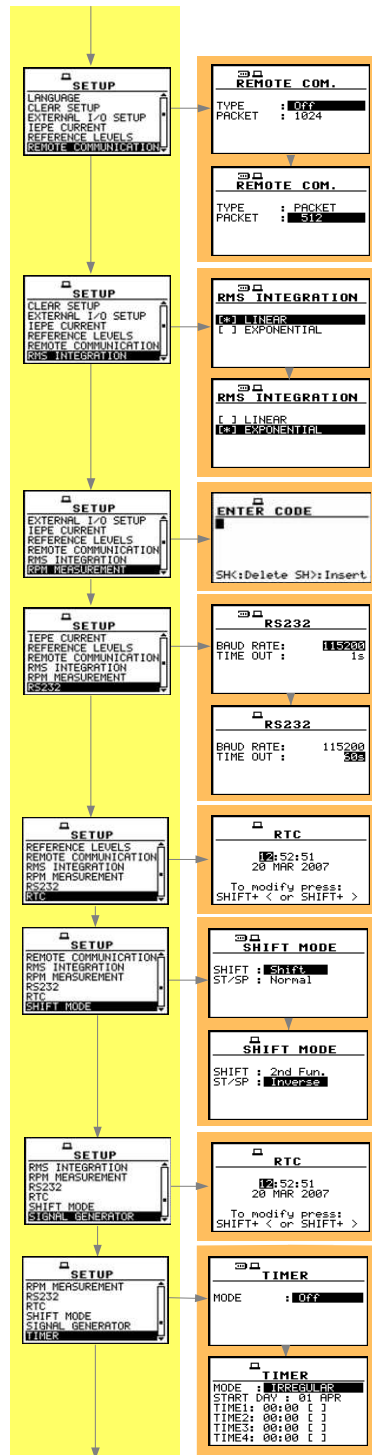 SETUP
LANGUAGE
CLEAR SETUP
EXTERNAL I/O SETUP
IEPE CURRENT
REFERENCE LEVELS
REMOTE COMMUNICATION
REMOTE COM.
TYPE : Off
PACKET : 1024
REMOTE COM.
TYPE : PACKET
PACKET : 512
SETUP
CLEAR SETUP
EXTERNAL I/O SETUP
IEPE CURRENT
REFERENCE LEVELS
REMOTE COMMUNICATION
RMS INTEGRATION
RMS INTEGRATION
[*] LINEAR
[ ] EXPONENTIAL
RMS INTEGRATION
[ ] LINEAR
[*] EXPONENTIAL
SETUP
EXTERNAL I/O SETUP
IEPE CURRENT
REFERENCE LEVELS
REMOTE COMMUNICATION
RMS INTEGRATION
RPM MEASUREMENT
ENTER CODE
SH<:Delete SH>:Insert
SETUP
IEPE CURRENT
REFERENCE LEVELS
REMOTE COMMUNICATION
RMS INTEGRATION
RPM MEASUREMENT
RS232
RS232
BAUD RATE: 115200
TIME OUT : 1s
RS232
BAUD RATE: 115200
TIME OUT : 60s
SETUP
REFERENCE LEVELS
REMOTE COMMUNICATION
RMS INTEGRATION
RPM MEASUREMENT
RS232
RTC
RTC
12:52:51
20 MAR 2007
To modify press:
SHIFT+ < or SHIFT+ >
SETUP
REMOTE COMMUNICATION
RMS INTEGRATION
RPM MEASUREMENT
RS232
RTC
SHIFT MODE
SHIFT MODE
SHIFT : Shift
ST/SP : Normal
SHIFT MODE
SHIFT : 2nd Fun.
ST/SP : Inverse
SETUP
RMS INTEGRATION
RPM MEASUREMENT
RS232
RTC
SHIFT MODE
SIGNAL GENERATOR
RTC
12:52:51
20 MAR 2007
To modify press:
SHIFT+ < or SHIFT+ >
SETUP
RPM MEASUREMENT
RS232
RTC
SHIFT MODE
SIGNAL GENERATOR
TIMER
TIMER
MODE : Off
TIMER
MODE : IRREGULAR
START DAY : 01 APR
TIME1: 00:00 [ ]
TIME2: 00:00 [ ]
TIME3: 00:00 [ ]
TIME4: 00:00 [ ]